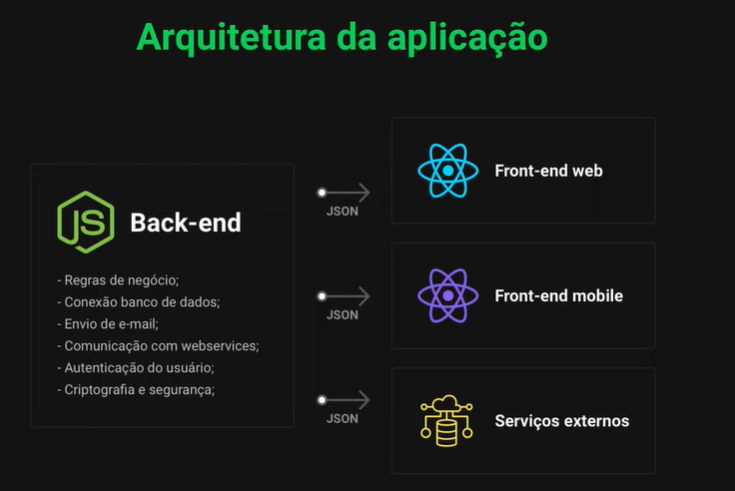 Arquitetura da aplicação
JS
Back-end
- Regras de negócio;
- Conexão banco de dados;
- Envio de e-mail;
- Comunicação com webservices;
- Autenticação do usuário;
- Criptografia e segurança;
JSON
Front-end web
JSON
Front-end mobile
JSON
Serviços externos